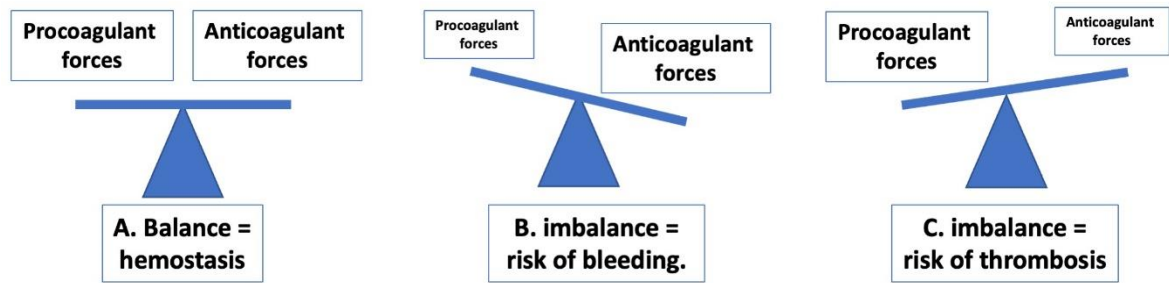 Procoagulant
forces
Anticoagulant
forces
A. Balance =
hemostasis
Procoagulant
forces
Anticoagulant
forces
B. imbalance =
risk of bleeding.
Procoagulant
forces
Anticoagulant
forces
C. imbalance =
risk of thrombosis